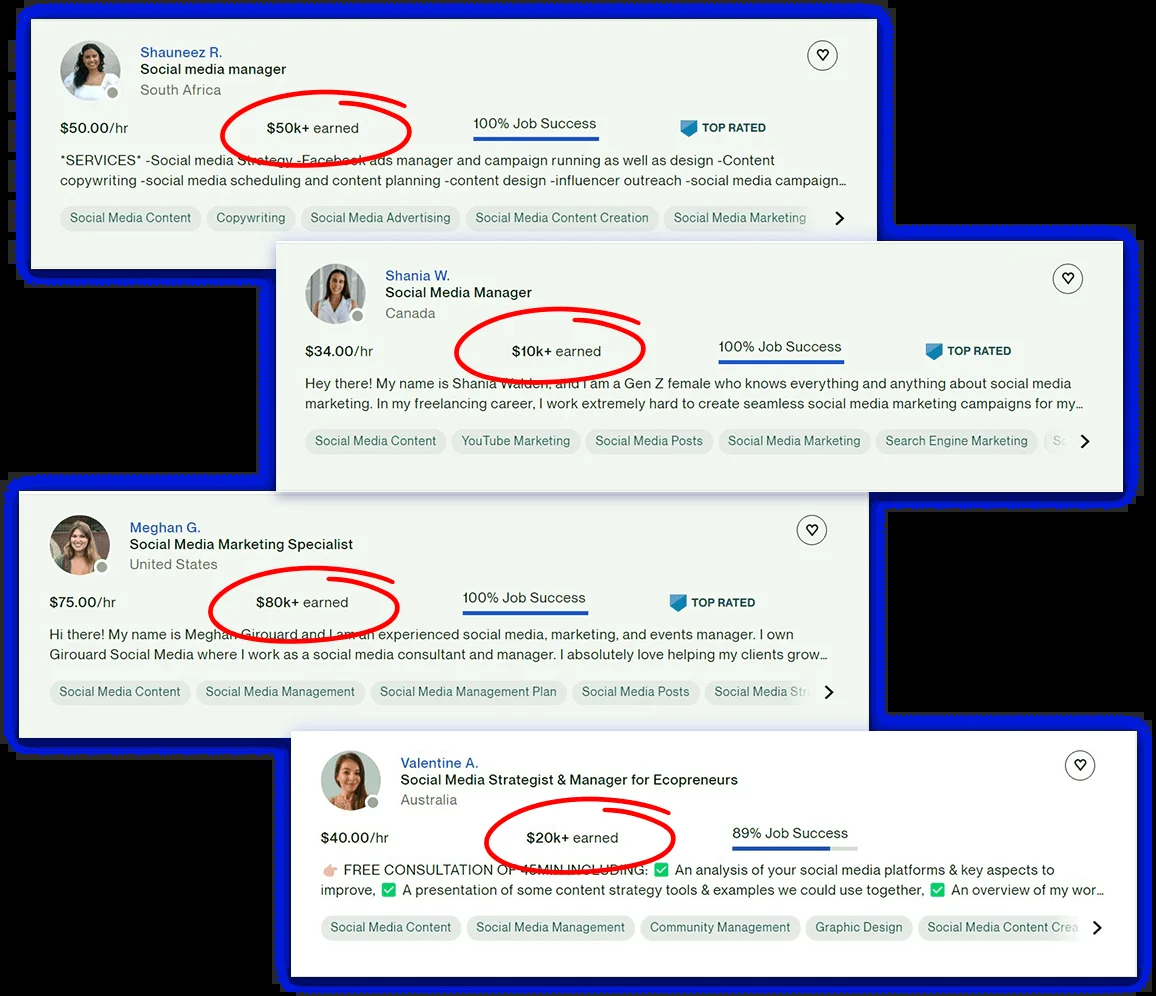 Shauneez R.
Social media manager
South Africa
$50.00/hr $50k+ earned 100% Job Success TOP RATED
*SERVICES* -Social media Strategy -Facebook ads manager and campaign running as well as design -Content
copywriting -social media scheduling and content planning -content design -influencer outreach -social media campaign…
Social Media Content Copywriting Social Media Advertising Social Media Content Creation Social Media Marketing
Shania W.
Social Media Manager
Canada
$34.00/hr $10k+ earned 100% Job Success TOP RATED
Hey there! My name is Shania Walden, and I am a Gen Z female who knows everything and anything about social media
marketing. In my freelancing career, I work extremely hard to create seamless social media marketing campaigns for my…
Social Media Content YouTube Marketing Social Media Posts Social Media Marketing Search Engine Marketing
Meghan G.
Social Media Marketing Specialist
United States
$75.00/hr $80k+ earned 100% Job Success TOP RATED
Hi there! My name is Meghan Girouard and I am an experienced social media, marketing, and events manager. I own
Girouard Social Media where I work as a social media consultant and manager. I absolutely love helping my clients grow…
Social Media Content Social Media Management Social Media Management Plan Social Media Posts Social Media Str
Valentine A.
Social Media Strategist & Manager for Ecopreneurs
Australia
$40.00/hr $20k+ earned 89% Job Success
👉🏼 FREE CONSULTATION OF 45MIN INCLUDING: ✅ An analysis of your social media platforms & key aspects to
improve, ✅ A presentation of some content strategy tools & examples we could use together, ✅ An overview of my wor…
Social Media Content Social Media Management Community Management Graphic Design Social Media Content Crea